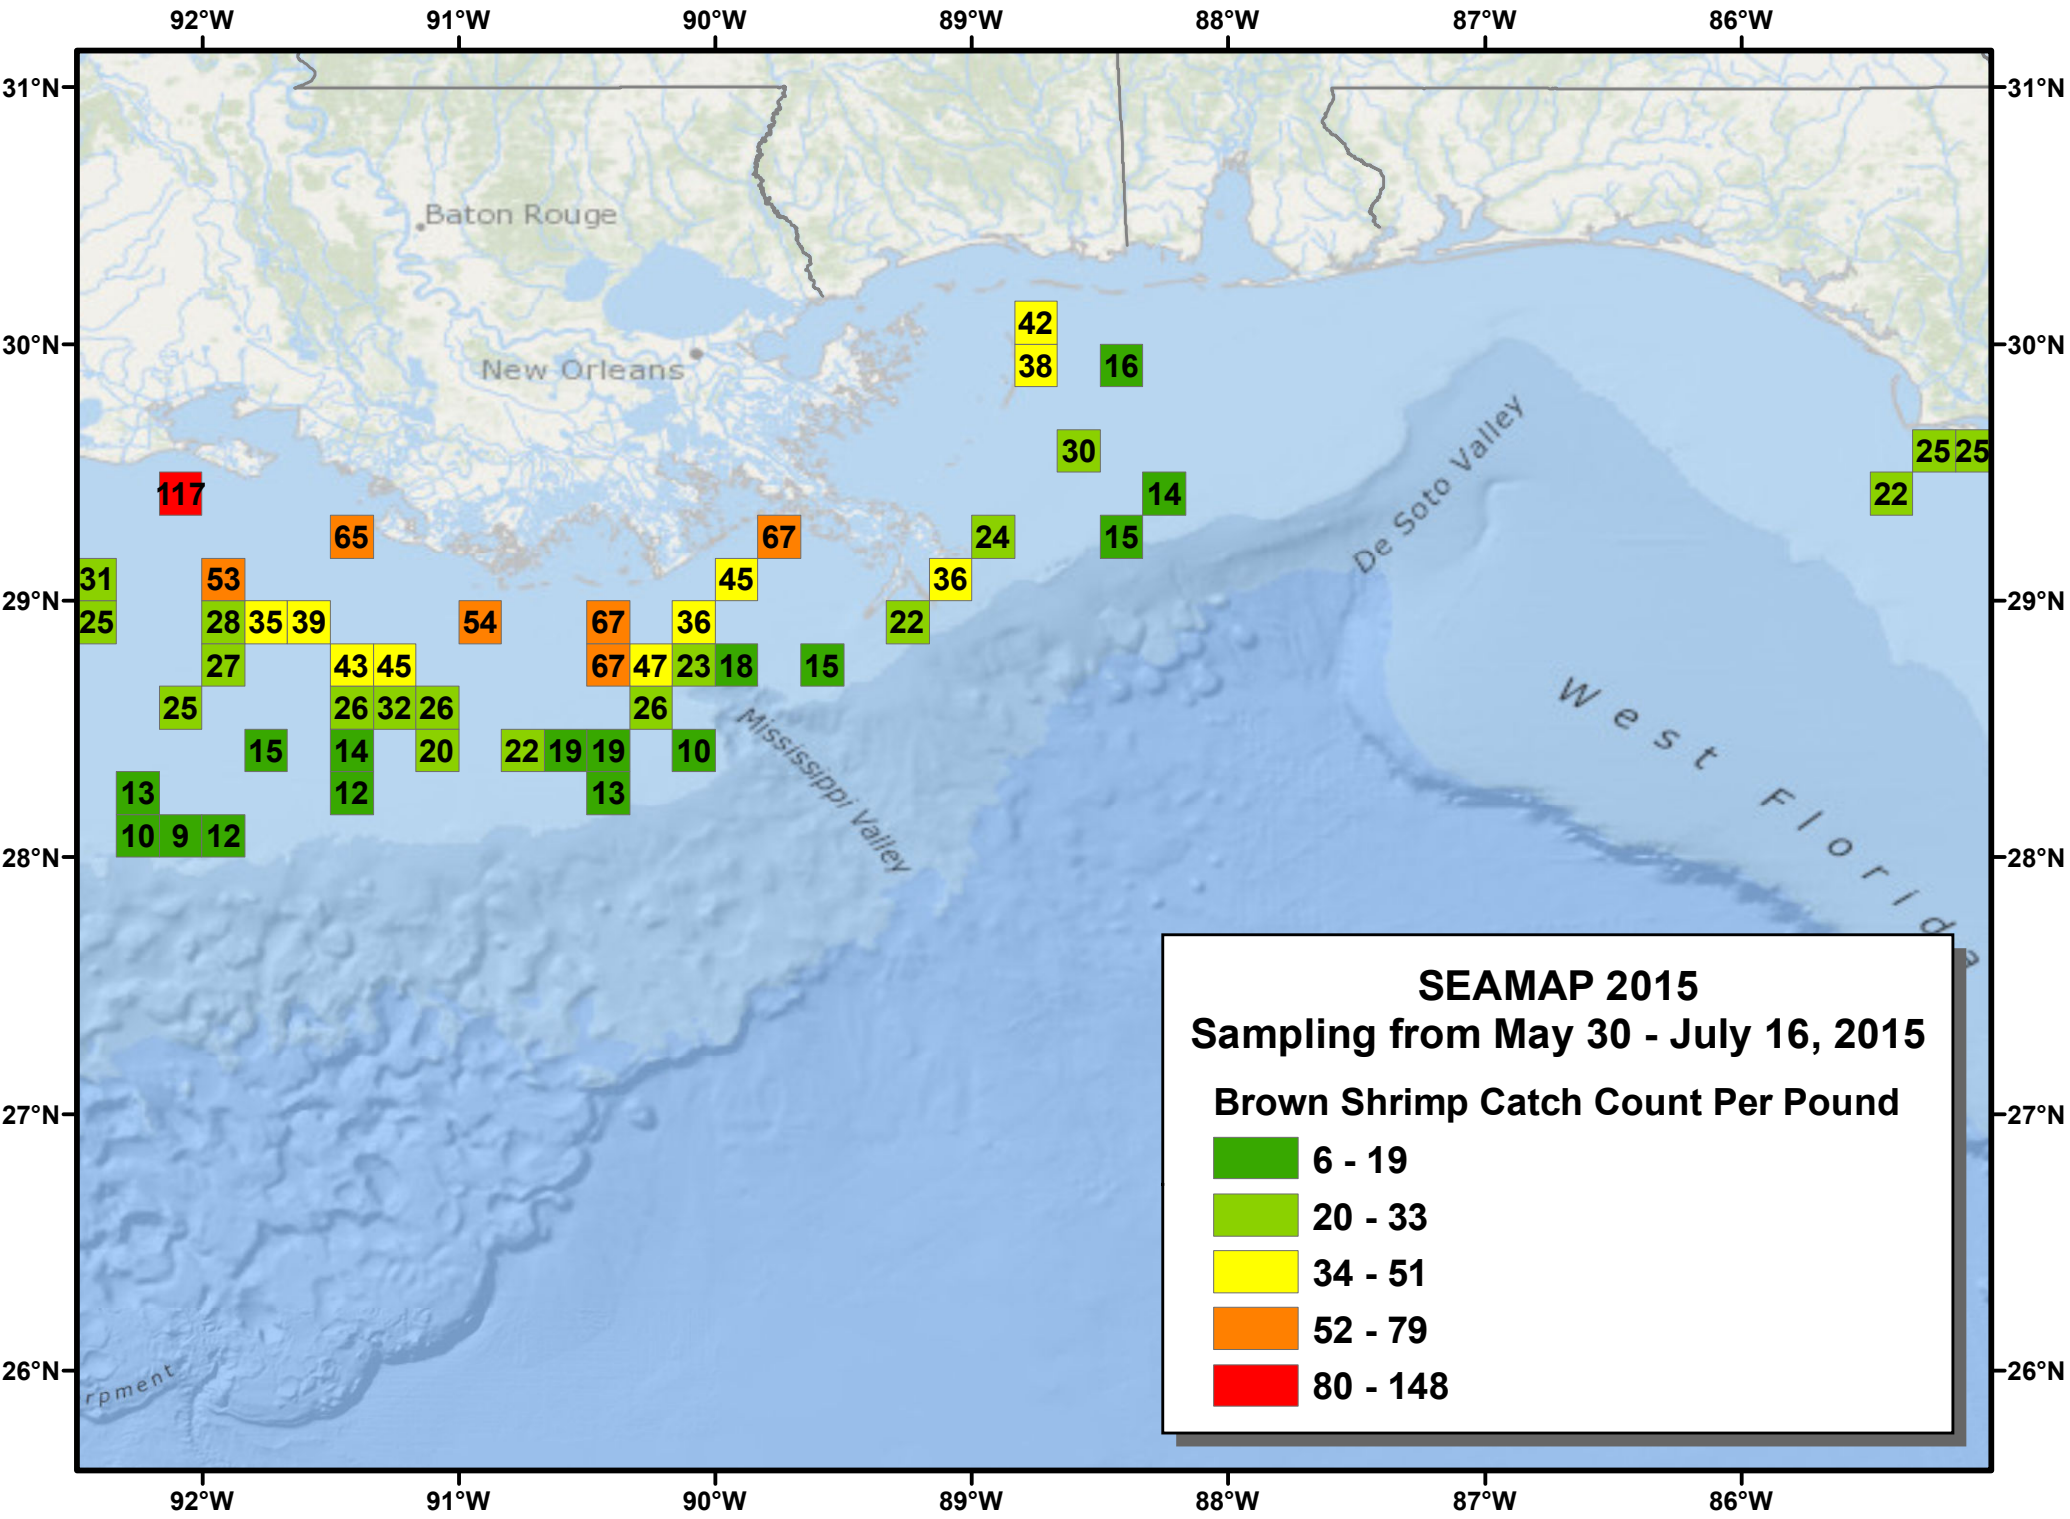 92°W 91°W 90°W 89°W 88°W 87°W 86°W
31°N 31°N
Baton Rouge
42
30°N 30°N
New Orleans 38 16
De Soto Valley
30 25 25
117 14 22
65 67 24 15
31 53 45 36
29°N 29°N
25 28 35 39 54 67 36 22
27 43 45 67 47 23 18 15
25 26 32 26 26
West Florida
Mississippi Valley
15 14 20 22 19 19 10
13 12 13
10 9 12
28°N 28°N
SEAMAP 2015
Sampling from May 30 - July 16, 2015
Brown Shrimp Catch Count Per Pound
27°N 27°N
6 - 19
20 - 33
34 - 51
52 - 79
26°N 26°N
rpment
80 - 148
92°W 91°W 90°W 89°W 88°W 87°W 86°W